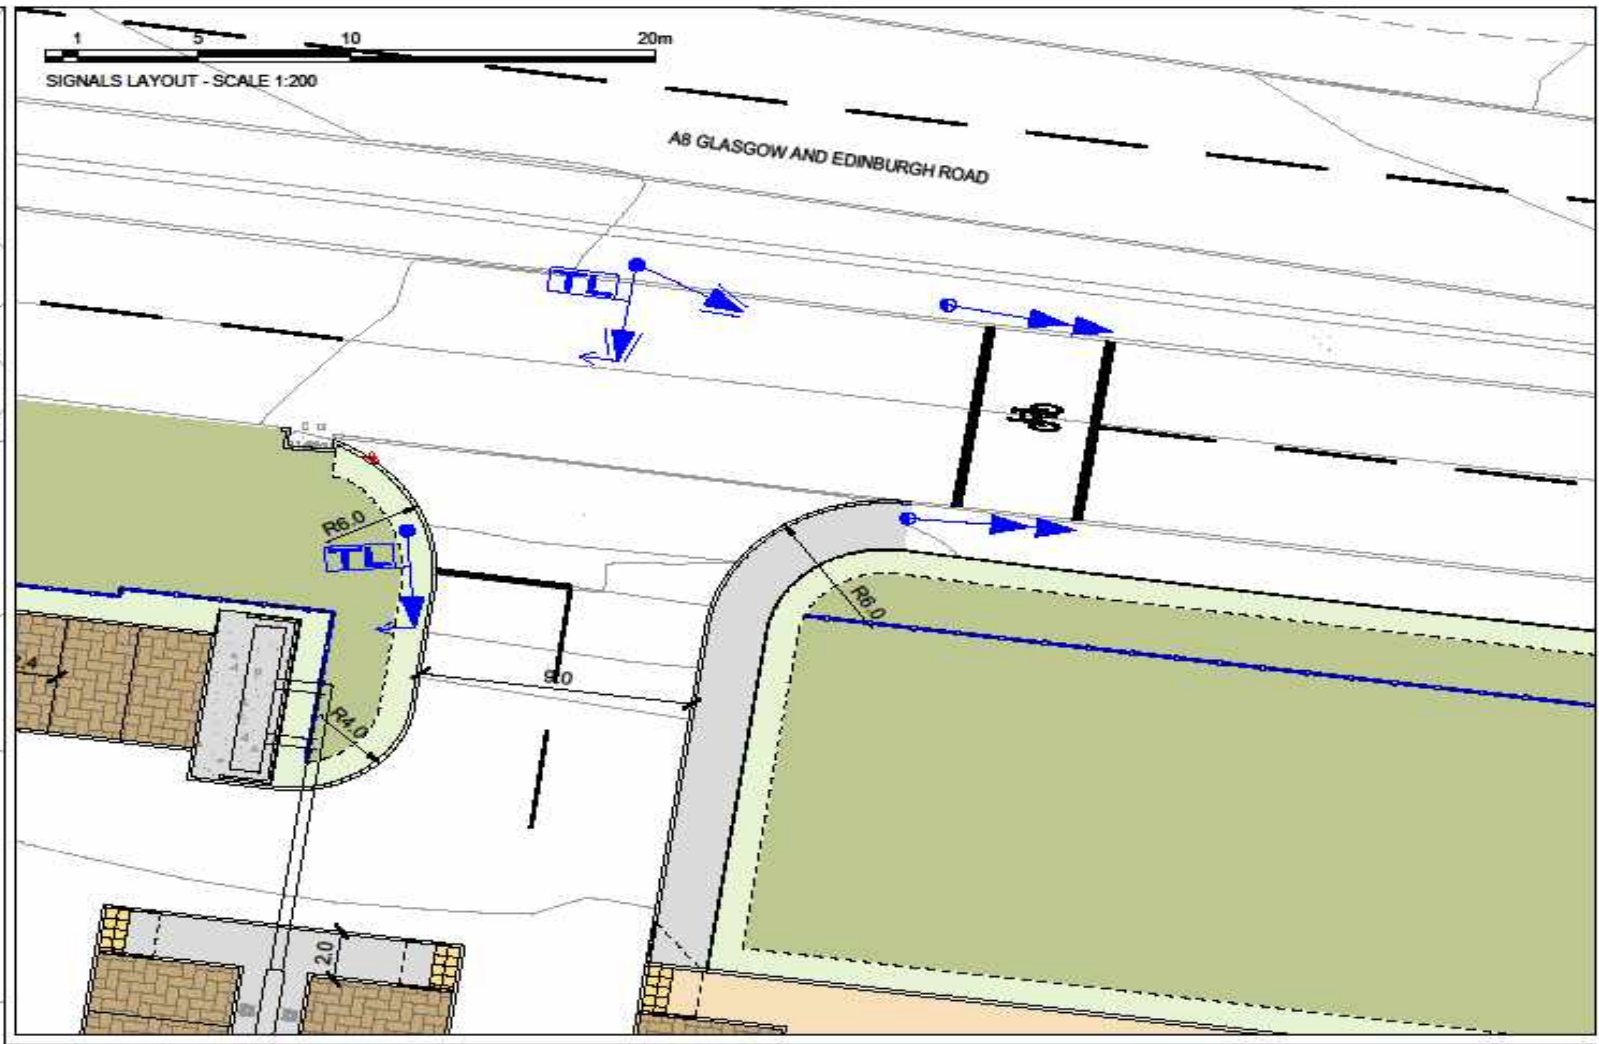 1 5 10 20m
SIGNALS LAYOUT - SCALE 1:200
A8 GLASGOW AND EDINBURGH ROAD
TL
R6.0
TL
R6.0
9.0
R4.0
2.0